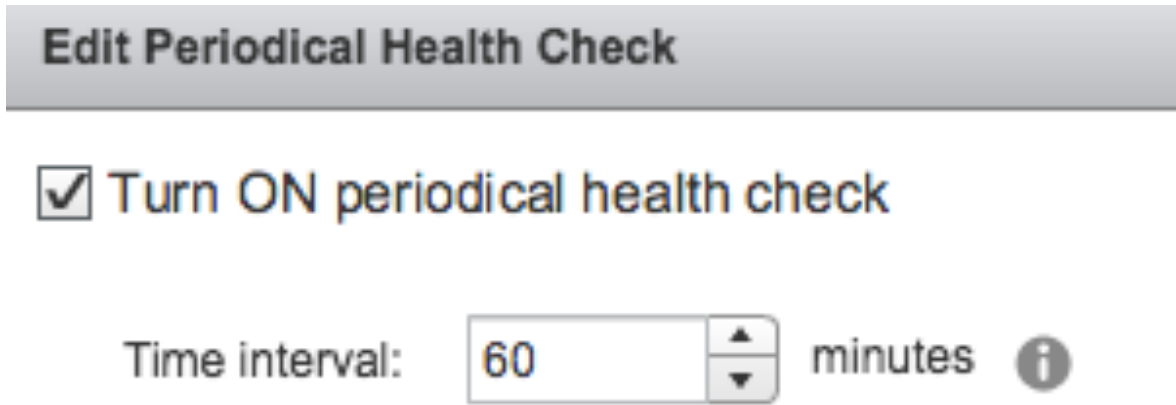 Edit Periodical Health Check
Turn ON periodical health check
Time interval: 60 minutes